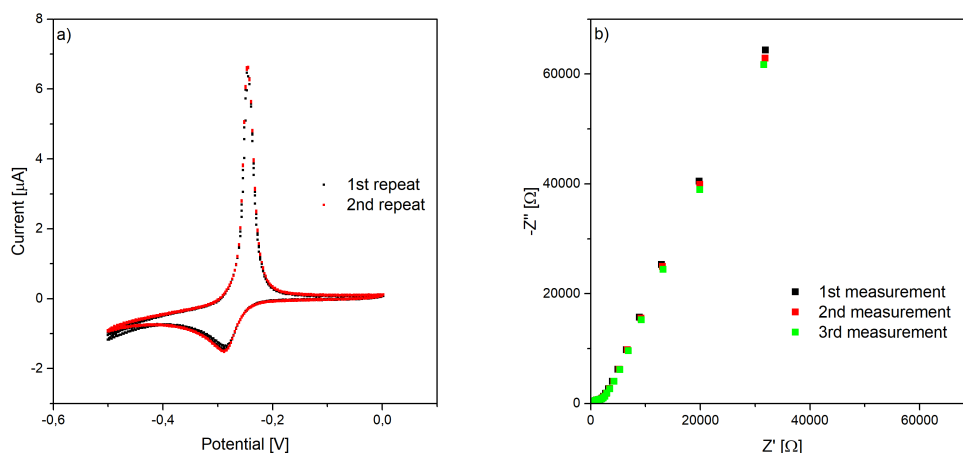 a)
8
6
4
2
0
-2
Current [µA]
1st repeat
2nd repeat
-0,6
-0,4
-0,2
0,0
Potential [V]
b)
60000
40000
20000
0
-Z'' [Ω]
1st measurement
2nd measurement
3rd measurement
0
20000
40000
60000
Z' [Ω]